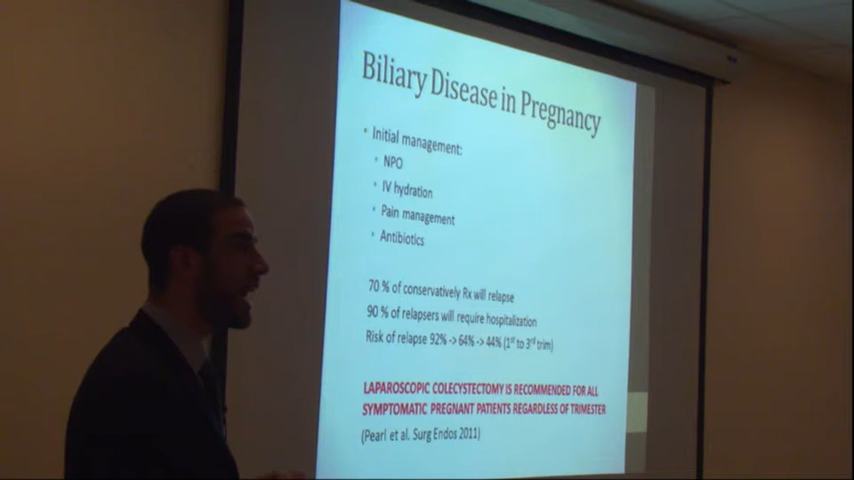 Biliary Disease in Pregnancy
• Initial management:
• NPO
• IV hydration
• Pain management
• Antibiotics
70 % of conservatively Rx will relapse
90 % of relapsers will require hospitalization
Risk of relapse 92% -> 64% -> 44% (1st to 3rd trim)
LAPAROSCOPIC COLECYSTECTOMY IS RECOMMENDED FOR ALL
SYMPTOMATIC PREGNANT PATIENTS REGARDLESS OF TRIMESTER
(Pearl et al. Surg Endos 2011)